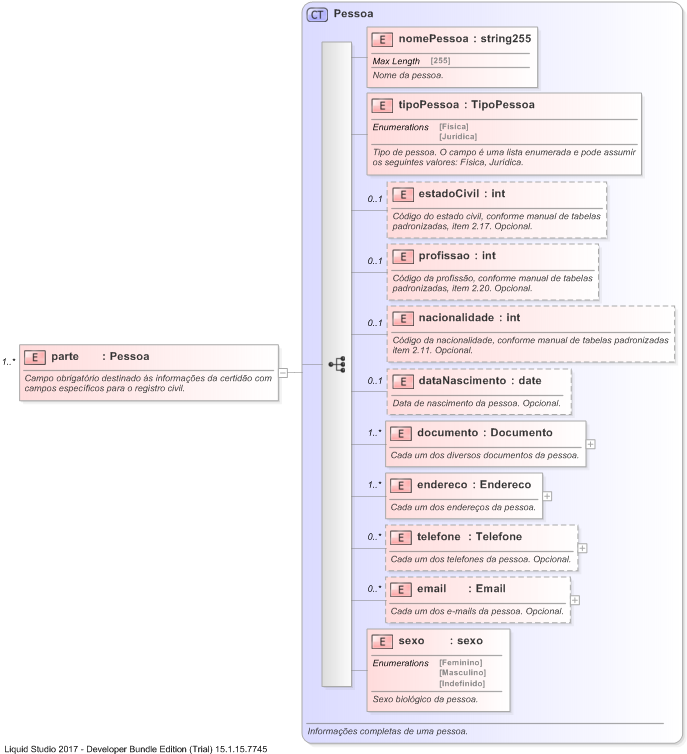 CT Pessoa
E nomePessoa : string255
Max Length [255]
Nome da pessoa.
E tipoPessoa : TipoPessoa
Enumerations [Física]
[Jurídica]
Tipo de pessoa. O campo é uma lista enumerada e pode assumir
os seguintes valores: Física, Jurídica.
0..1
E estadoCivil : int
Código do estado civil, conforme manual de tabelas
padronizadas, item 2.17. Opcional.
0..1
E profissao : int
Código da profissão, conforme manual de tabelas
padronizadas, item 2.20. Opcional.
0..1
E nacionalidade : int
Código da nacionalidade, conforme manual de tabelas padronizadas
item 2.11. Opcional.
1..*
E parte : Pessoa
Campo obrigatório destinado às informações da certidão com
campos específicos para o registro civil.
0..1
E dataNascimento : date
Data de nascimento da pessoa. Opcional.
1..*
E documento : Documento
Cada um dos diversos documentos da pessoa.
1..*
E endereco : Endereco
Cada um dos endereços da pessoa.
0..*
E telefone : Telefone
Cada um dos telefones da pessoa. Opcional.
0..*
E email : Email
Cada um dos e-mails da pessoa. Opcional.
E sexo : sexo
Enumerations [Feminino]
[Masculino]
[Indefinido]
Sexo biológico da pessoa.
Informações completas de uma pessoa.
Liquid Studio 2017 - Developer Bundle Edition (Trial) 15.1.15.7745